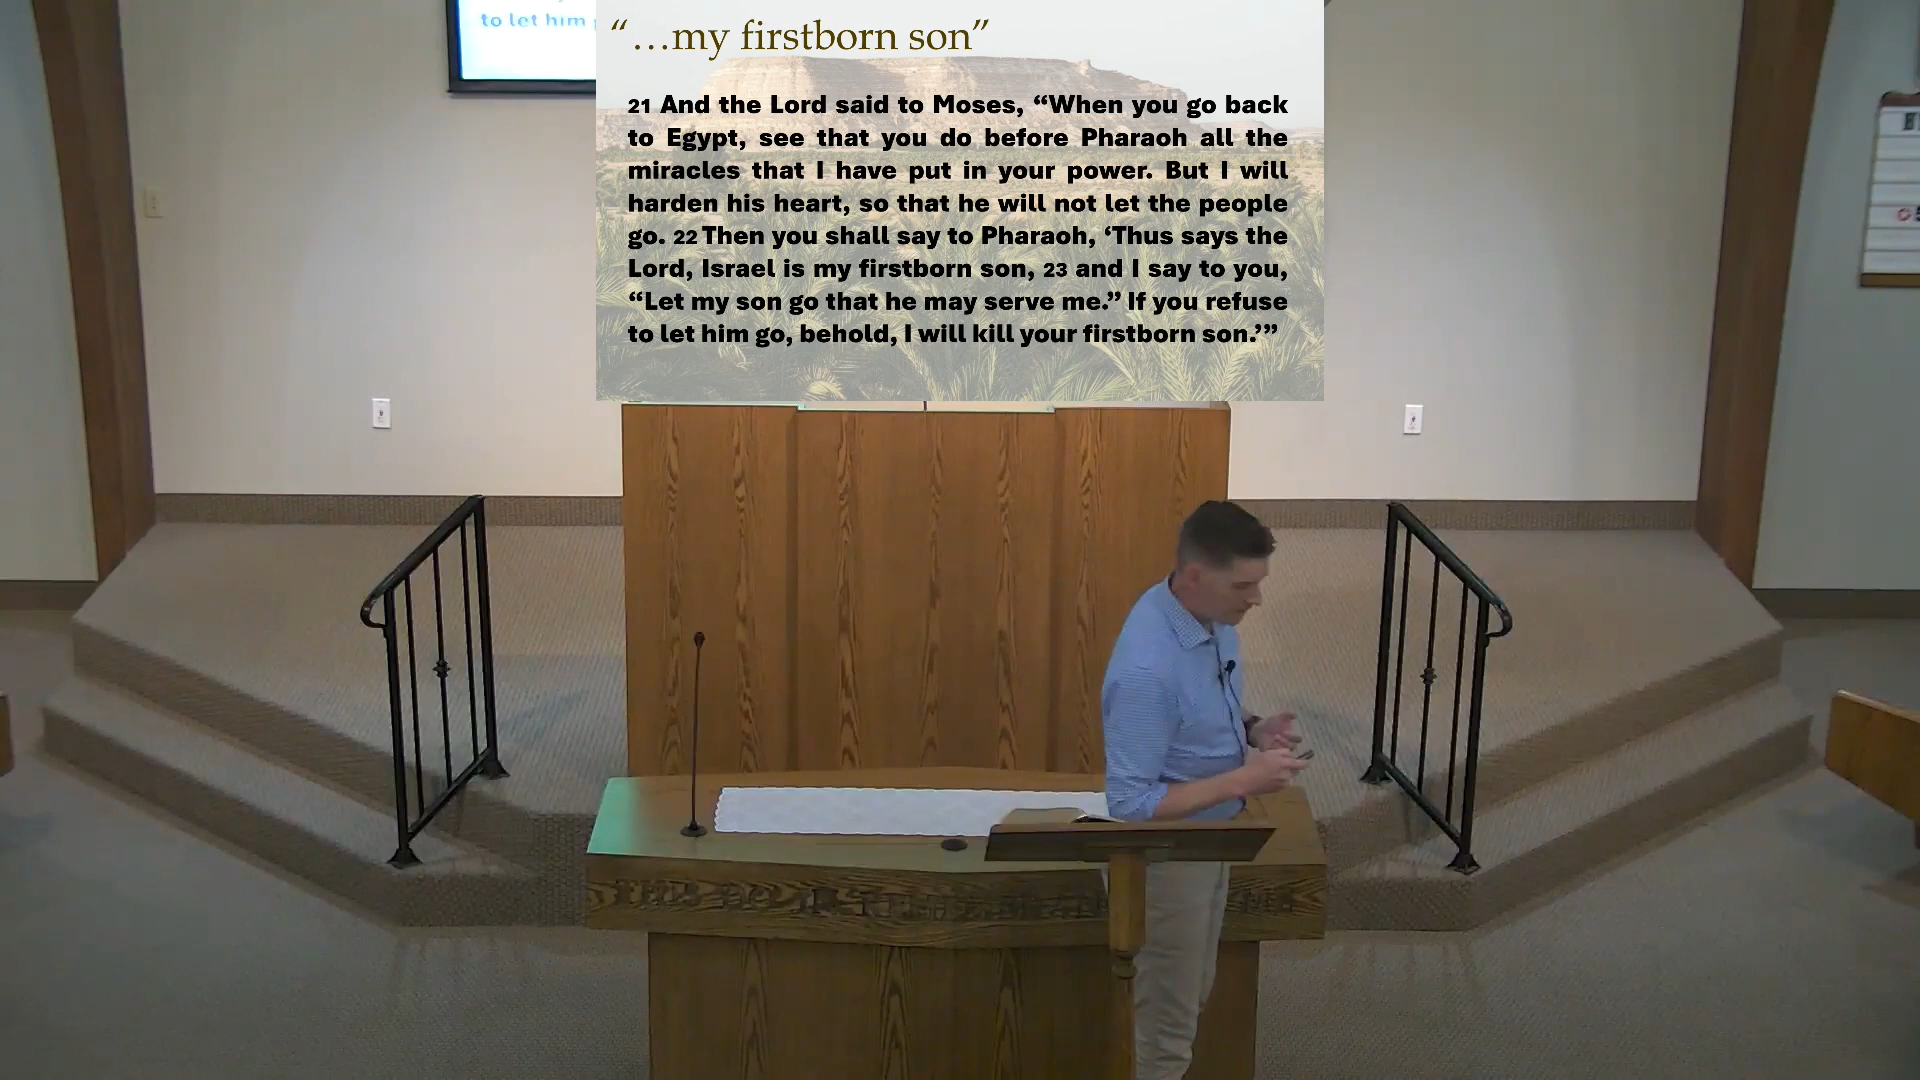 to let him
“…my firstborn son”
21 And the Lord said to Moses, “When you go back
to Egypt, see that you do before Pharaoh all the
miracles that I have put in your power. But I will
harden his heart, so that he will not let the people
go. 22 Then you shall say to Pharaoh, ‘Thus says the
Lord, Israel is my firstborn son, 23 and I say to you,
“Let my son go that he may serve me.” If you refuse
to let him go, behold, I will kill your firstborn son.’”